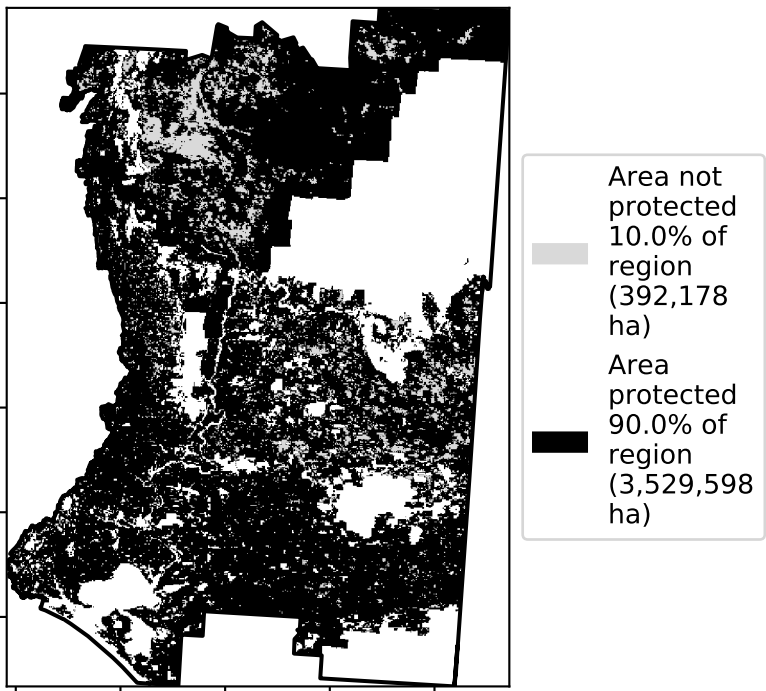 Area not
protected
10.0% of
region
(392,178
ha)
Area
protected
90.0% of
region
(3,529,598
ha)